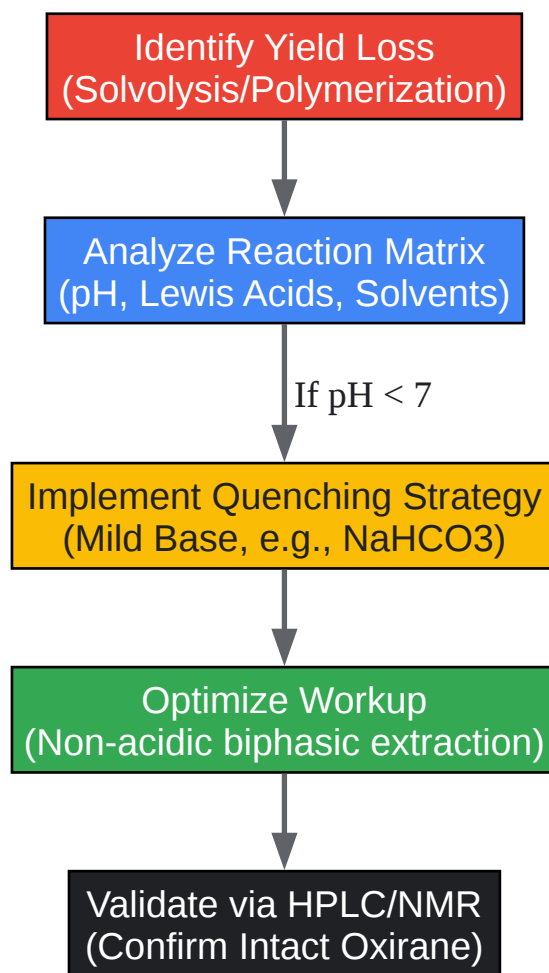 Identify Yield Loss
(Solvolysis/Polymerization)
Analyze Reaction Matrix
(pH, Lewis Acids, Solvents)
If pH < 7
Implement Quenching Strategy
(Mild Base, e.g., NaHCO3)
Optimize Workup
(Non-acidic biphasic extraction)
Validate via HPLC/NMR
(Confirm Intact Oxirane)